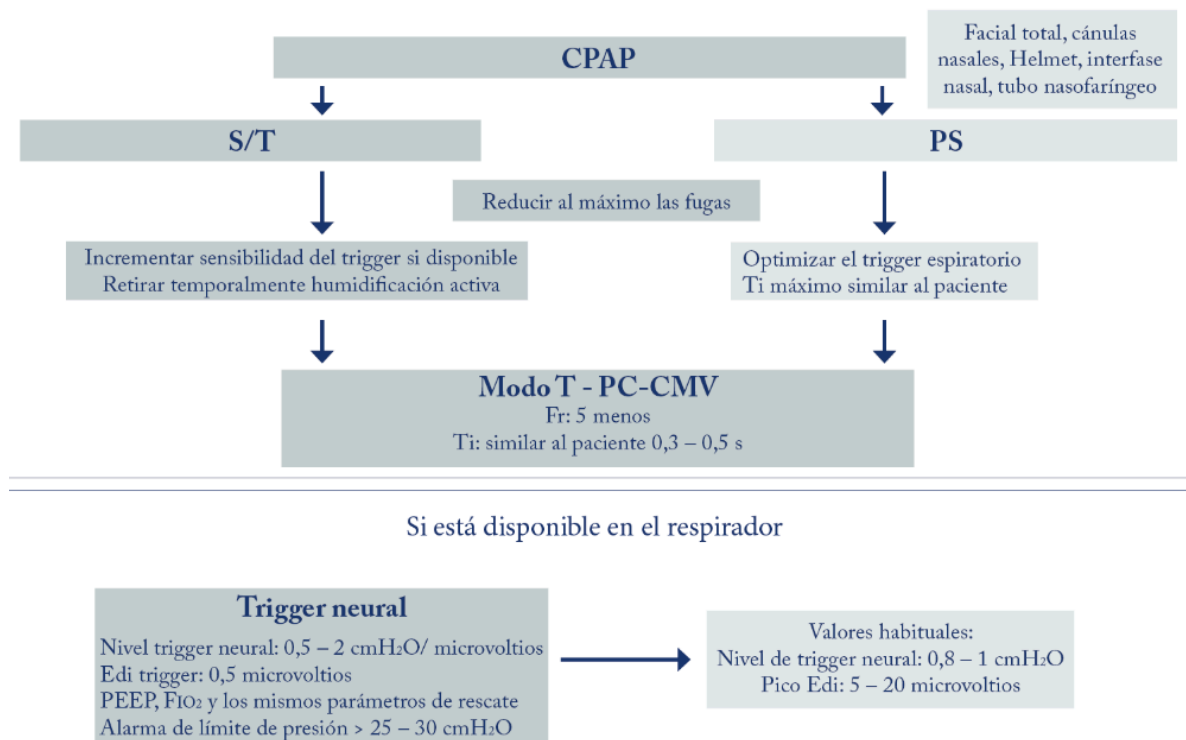 CPAP
Facial total, cánulas
nasales, Helmet, interfase
nasal, tubo nasofaríngeo
S/T
PS
Reducir al máximo las fugas
Incrementar sensibilidad del trigger si disponible
Retirar temporalmente humidificación activa
Optimizar el trigger espiratorio
Ti máximo similar al paciente
Modo T - PC-CMV
Fr: 5 menos
Ti: similar al paciente 0,3 – 0,5 s
Si está disponible en el respirador
Trigger neural
Nivel trigger neural: 0,5 – 2 cmH2O/ microvoltios
Edi trigger: 0,5 microvoltios
PEEP, FIO2 y los mismos parámetros de rescate
Alarma de límite de presión > 25 – 30 cmH2O
Valores habituales:
Nivel de trigger neural: 0,8 – 1 cmH2O
Pico Edi: 5 – 20 microvoltios